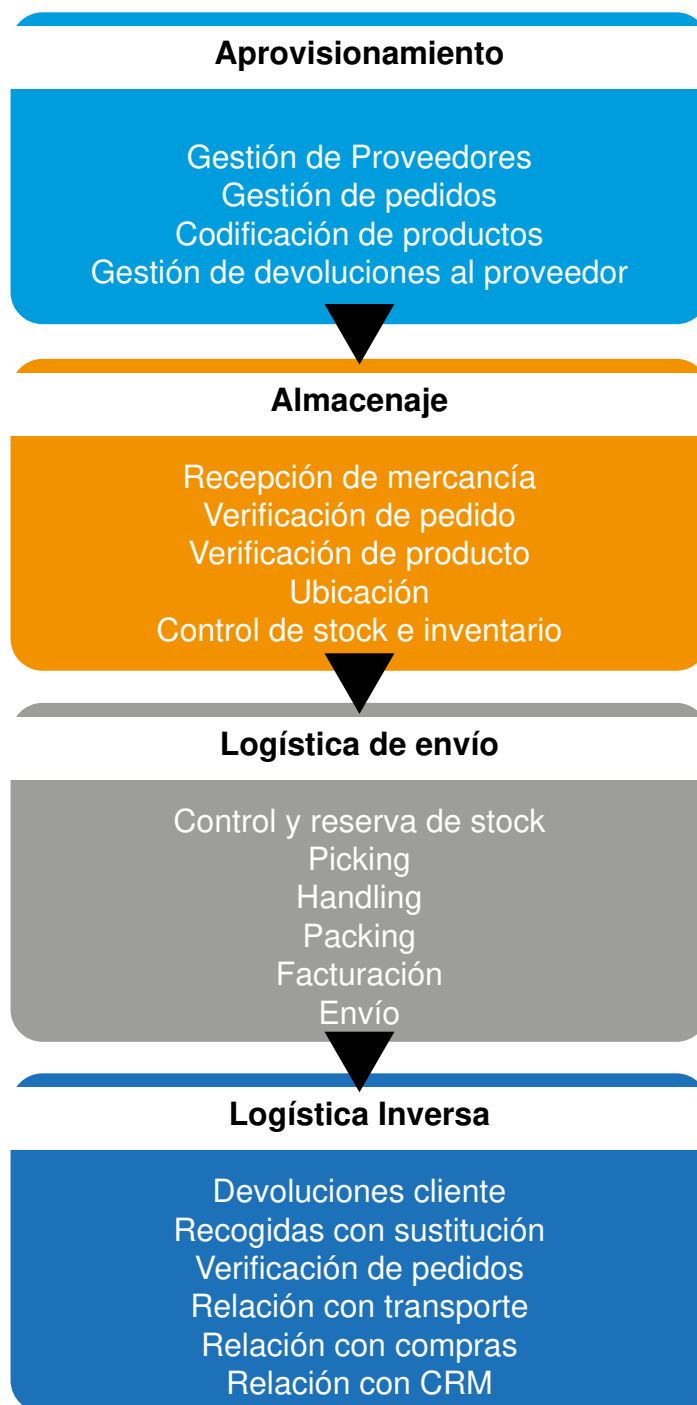 Aprovisionamiento
Gestión de Proveedores
Gestión de pedidos
Codificación de productos
Gestión de devoluciones al proveedor
Almacenaje
Recepción de mercancía
Verificación de pedido
Verificación de producto
Ubicación
Control de stock e inventario
Logística de envío
Control y reserva de stock
Picking
Handling
Packing
Facturación
Envío
Logística Inversa
Devoluciones cliente
Recogidas con sustitución
Verificación de pedidos
Relación con transporte
Relación con compras
Relación con CRM